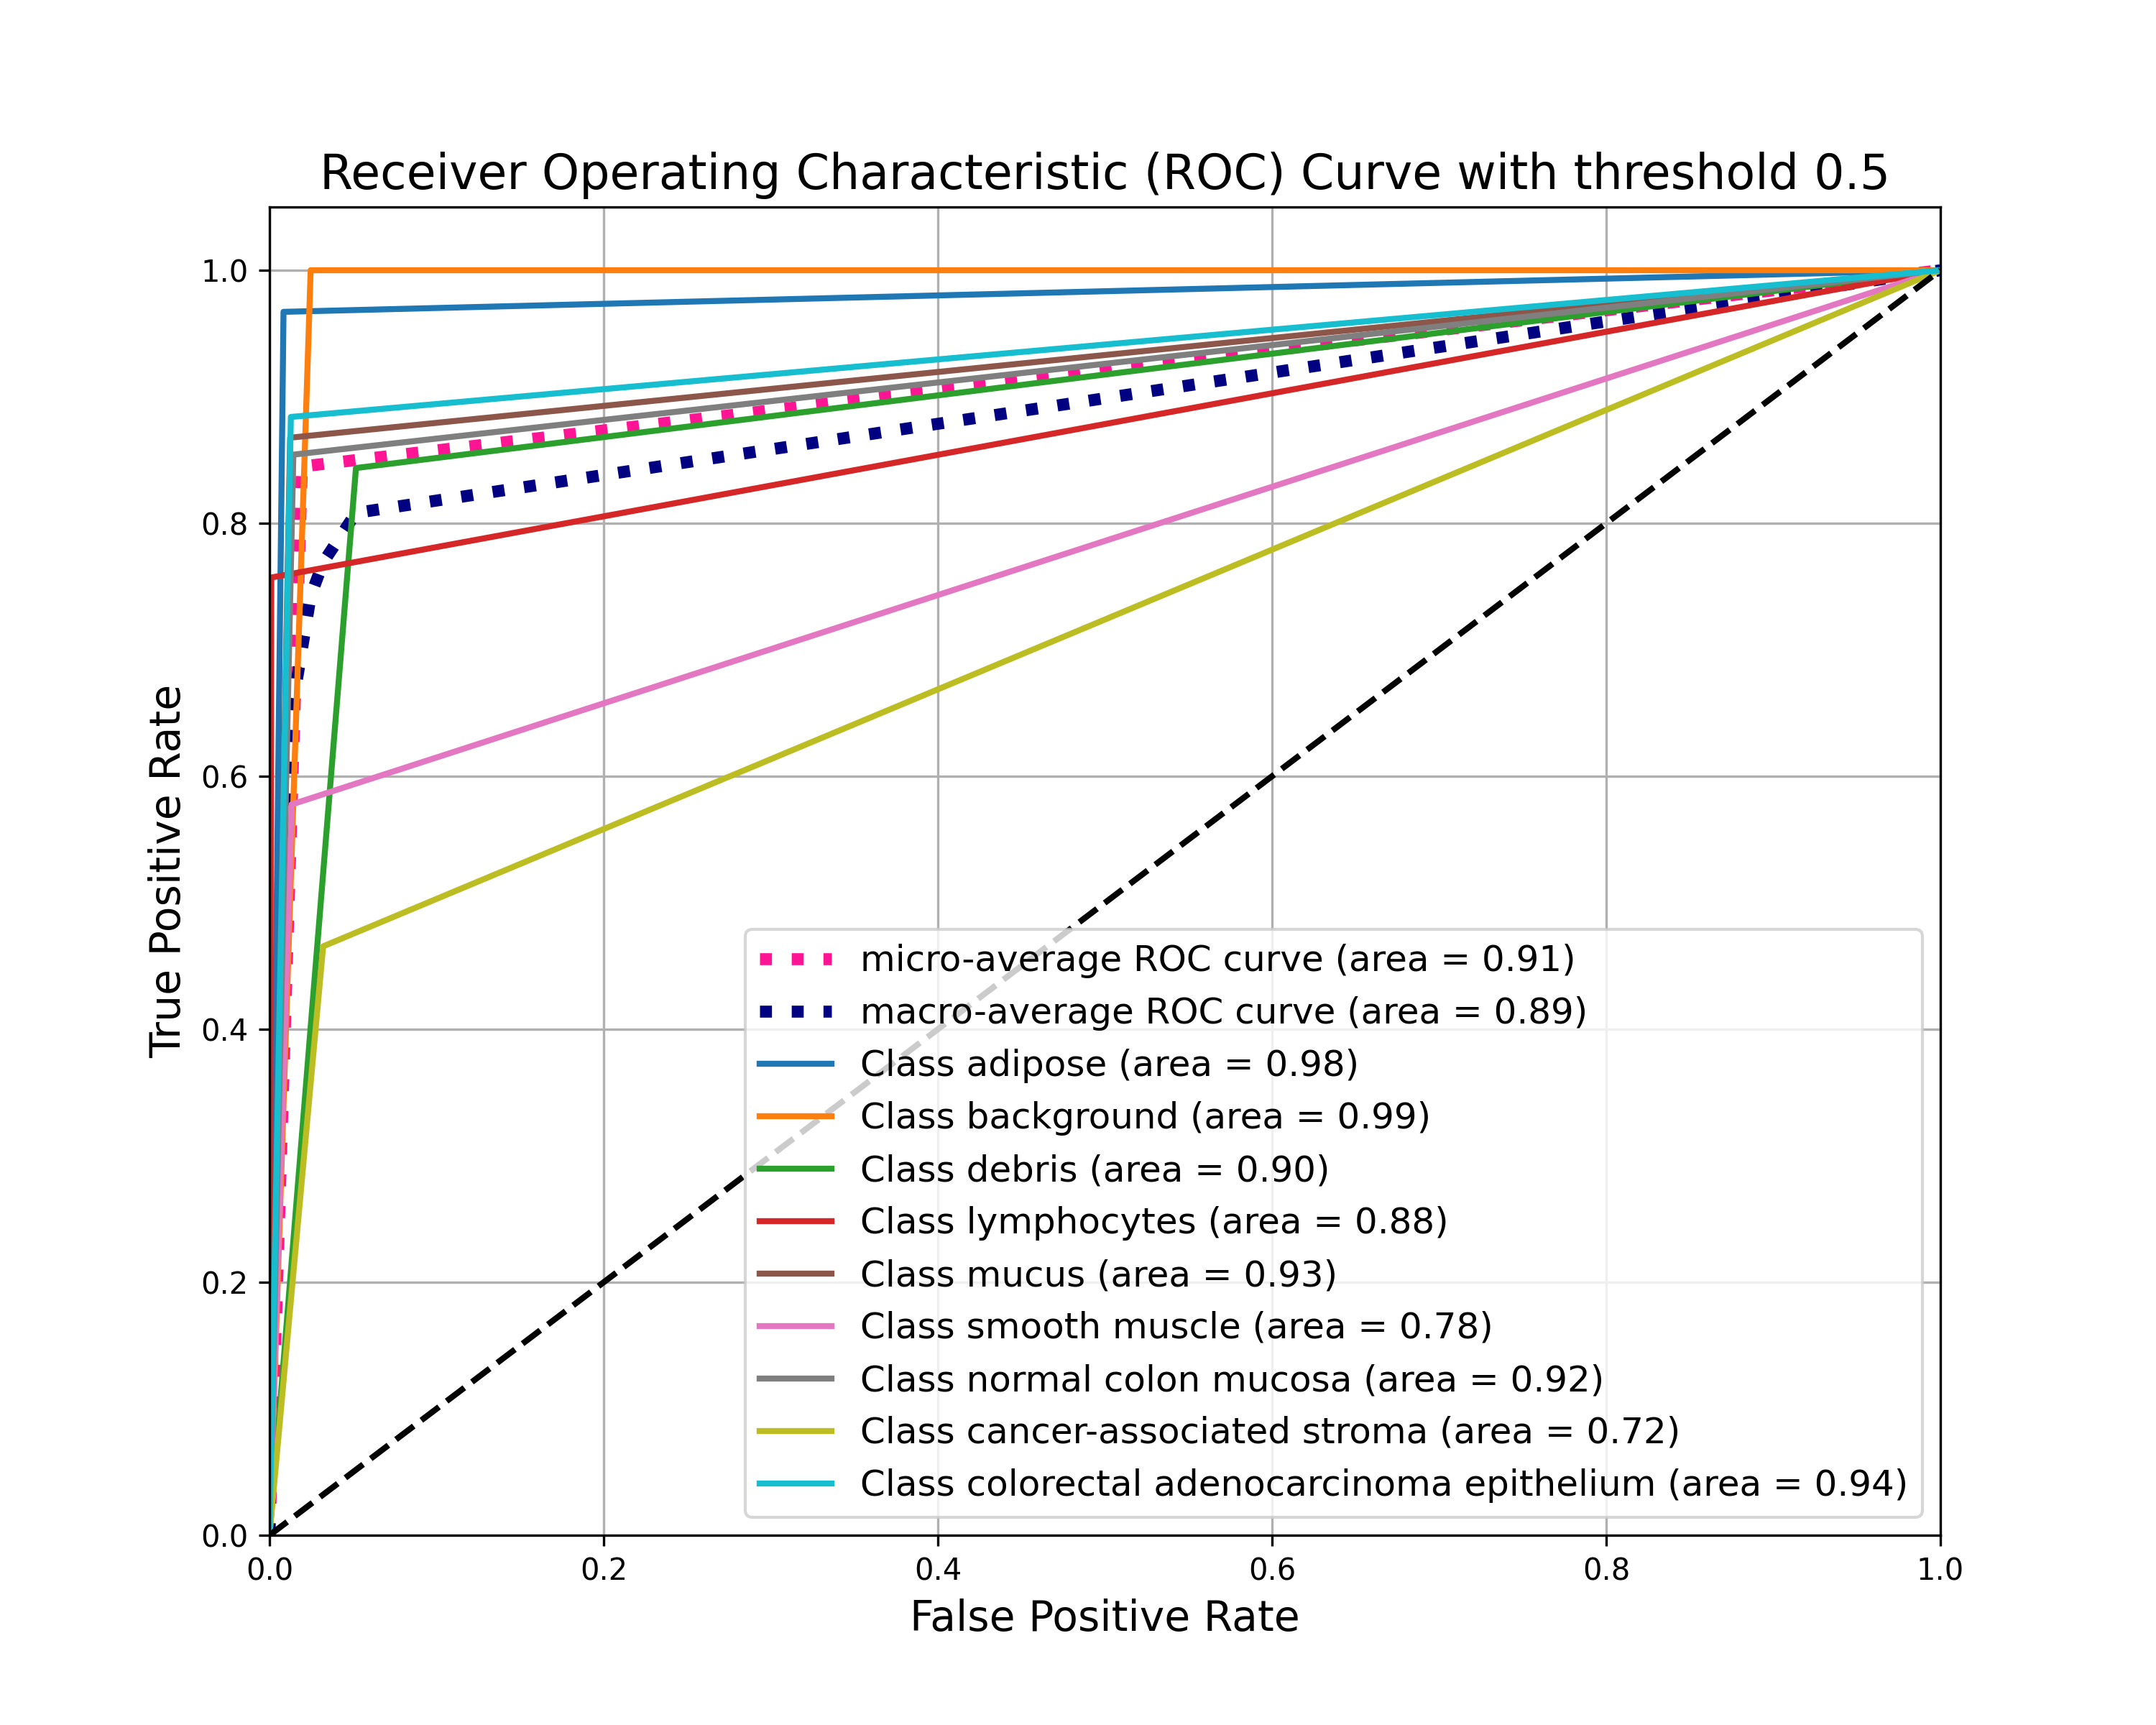 Receiver Operating Characteristic (ROC) Curve with threshold 0.5
True Positive Rate
1.0
0.8
0.6
0.4
0.2
0.0
micro-average ROC curve (area = 0.91)
macro-average ROC curve (area = 0.89)
Class adipose (area = 0.98)
Class background (area = 0.99)
Class debris (area = 0.90)
Class lymphocytes (area = 0.88)
Class mucus (area = 0.93)
Class smooth muscle (area = 0.78)
Class normal colon mucosa (area = 0.92)
Class cancer-associated stroma (area = 0.72)
Class colorectal adenocarcinoma epithelium (area = 0.94)
0.0 0.2 0.4 0.6 0.8 1.0
False Positive Rate